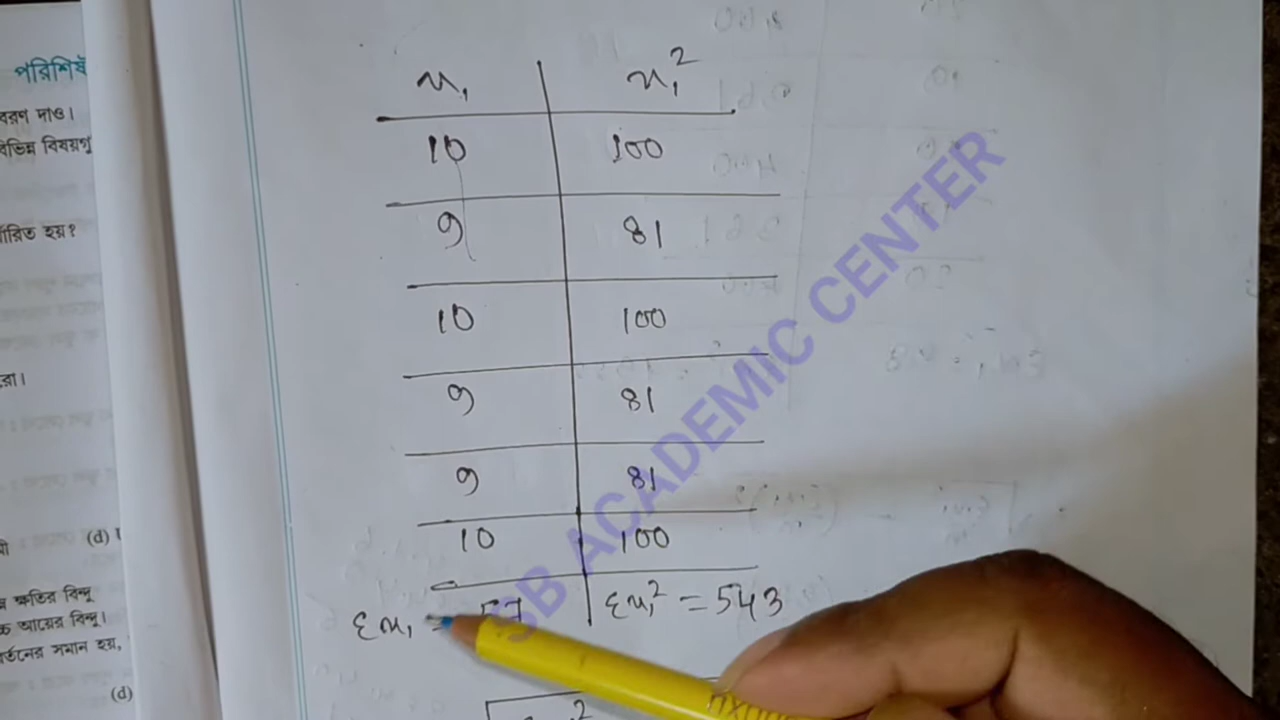 পরিশিষ্ট
বরণ দাও।
বিভিন্ন বিষয়গু
র্ধারিত হয়?
রো।
(d)
ন্ন ক্ষতির বিন্দু
চ্চ আয়ের বিন্দু।
র্তনের সমান হয়,
(d)
x₁ x₁²
10 100
9 81
10 100
9 81
9 81
10 100
Σx₁ = 57 Σx₁² = 543
SB ACADEMIC CENTER